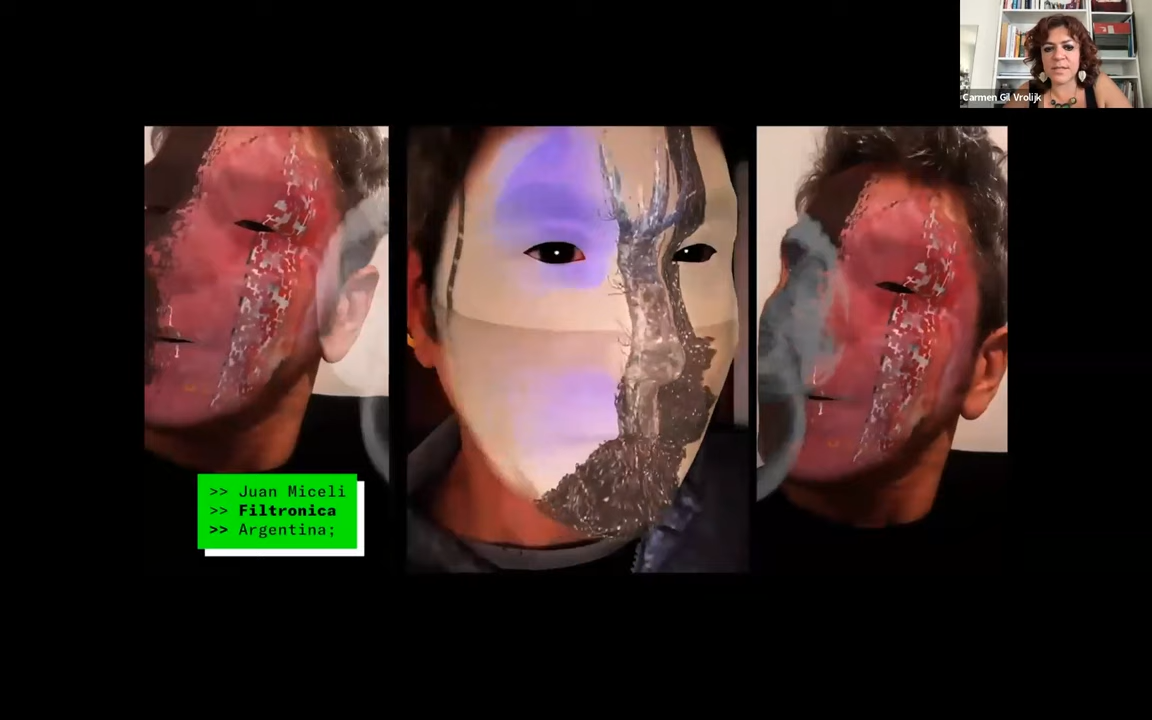 Carmen Gil Vrolijk
>> Juan Miceli
>> Filtronica
>> Argentina;